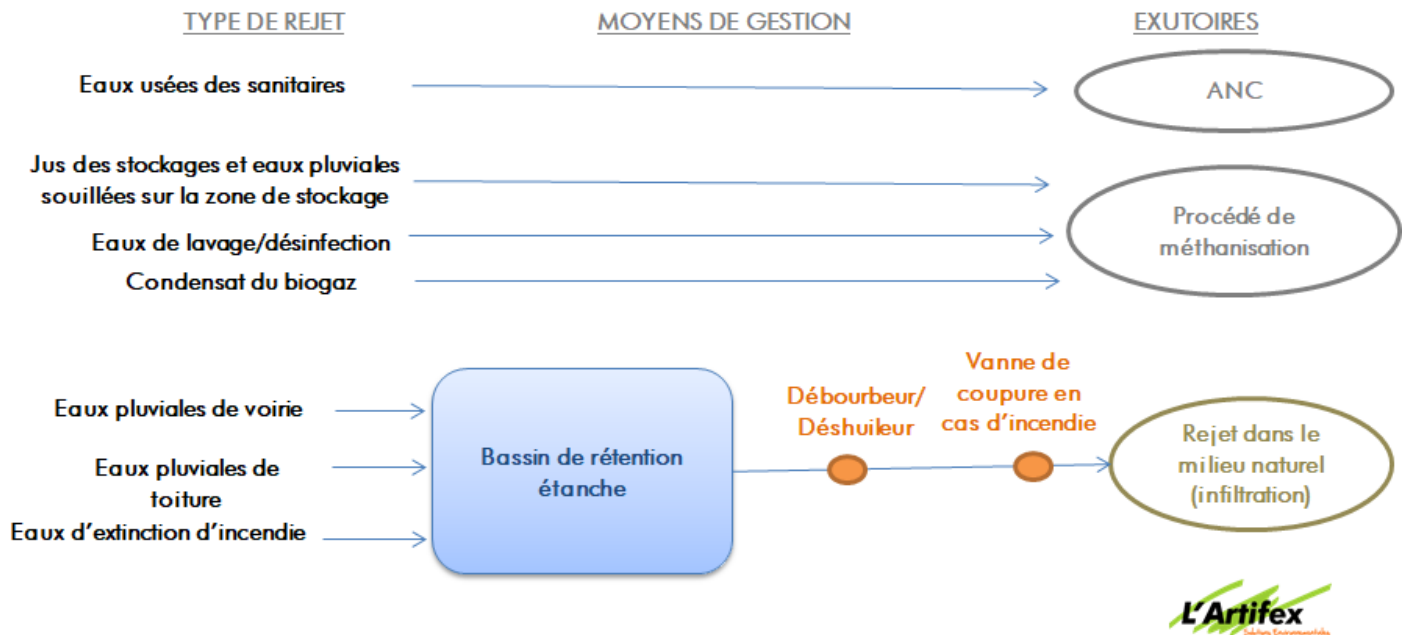 TYPE DE REJET
MOYENS DE GESTION
EXUTOIRES
Eaux usées des sanitaires
ANC
Jus des stockages et eaux pluviales
souillées sur la zone de stockage
Eaux de lavage/désinfection
Condensat du biogaz
Procédé de
méthanisation
Eaux pluviales de voirie
Eaux pluviales de
toiture
Eaux d'extinction d'incendie
Bassin de rétention
étanche
Débourbeur/
Déshuileur
Vanne de
coupure en
cas d'incendie
Rejet dans le
milieu naturel
(infiltration)
L'Artifex
Solutions Environnementales